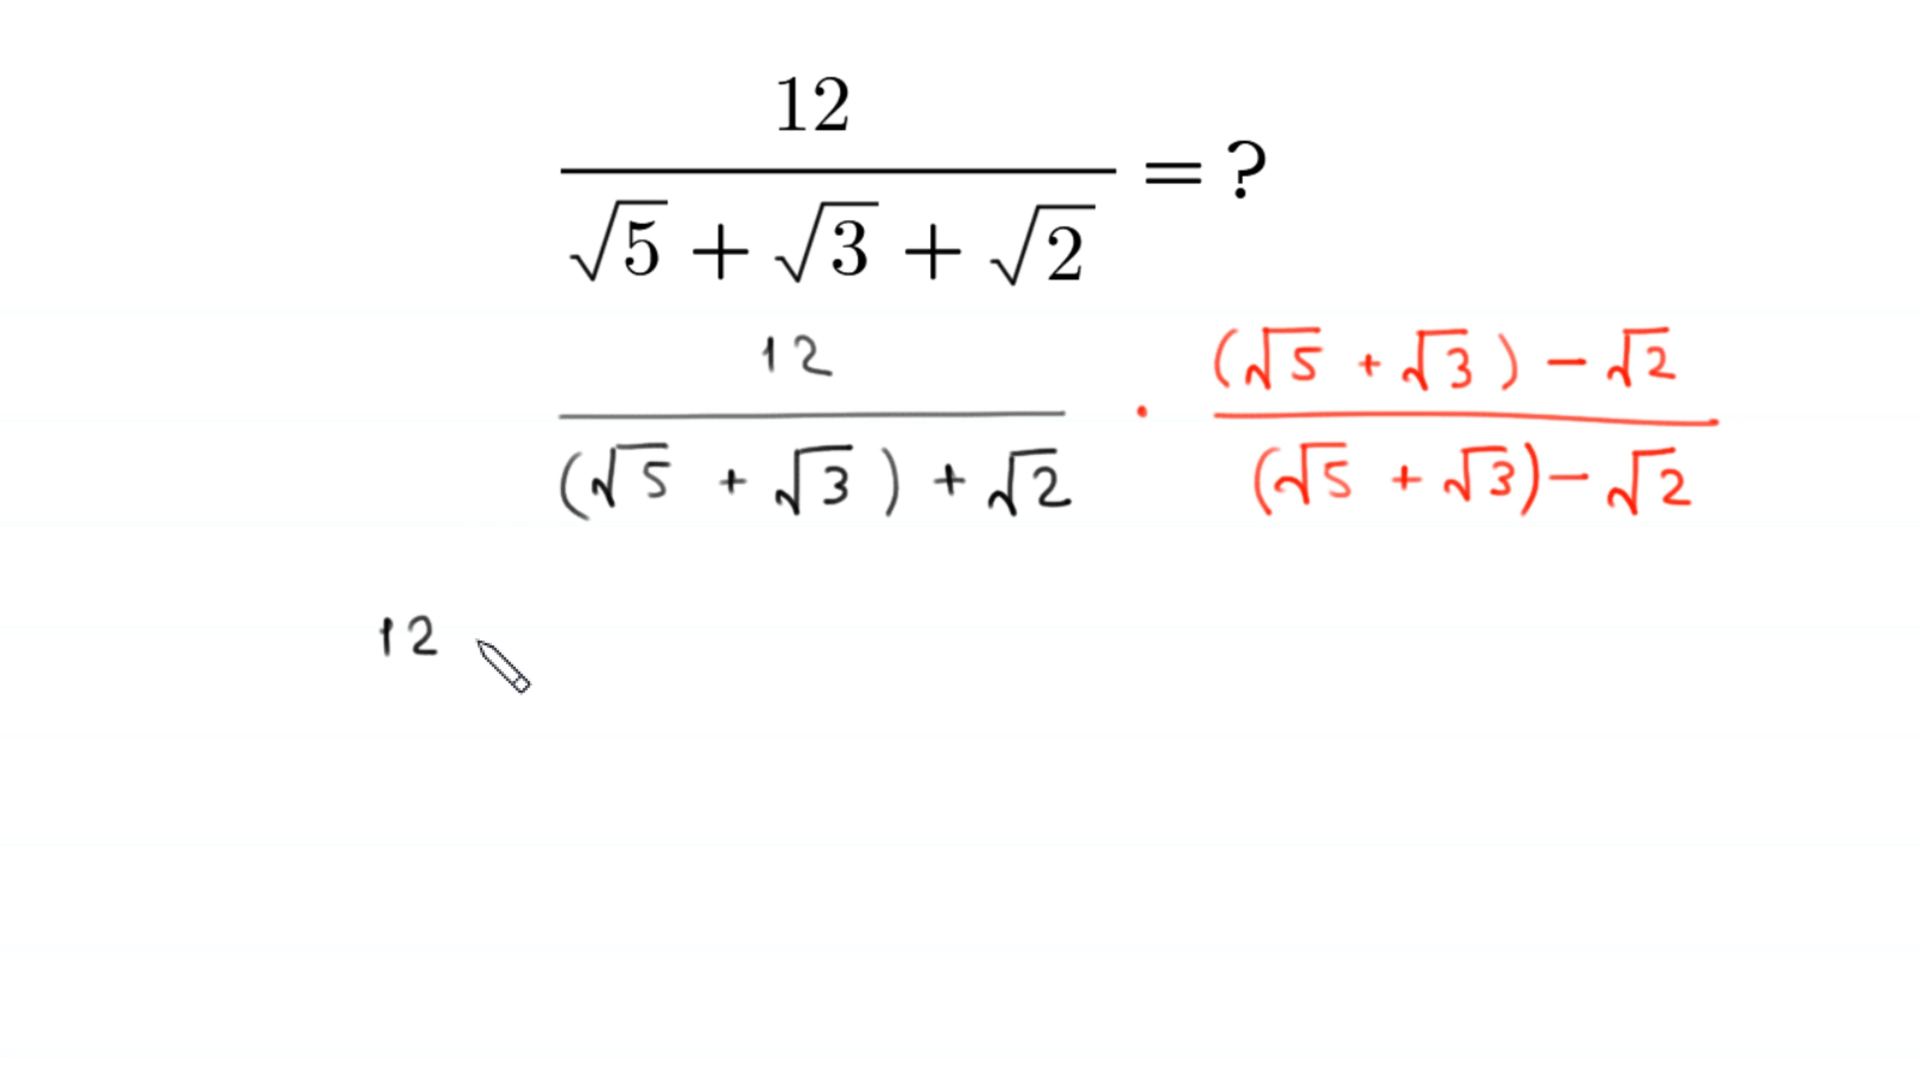 12
√5 + √3 + √2 = ?
12 · (√5 + √3) − √2
(√5 + √3) + √2 (√5 + √3) − √2
12